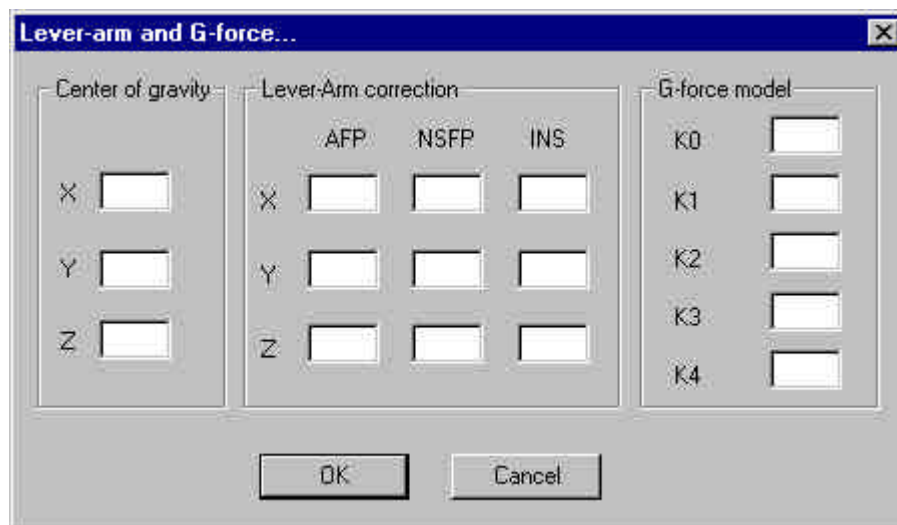 Lever-arm and G-force...
Center of gravity
X
Y
Z
Lever-Arm correction
AFP NSFP INS
X
Y
Z
G-force model
K0
K1
K2
K3
K4
OK Cancel